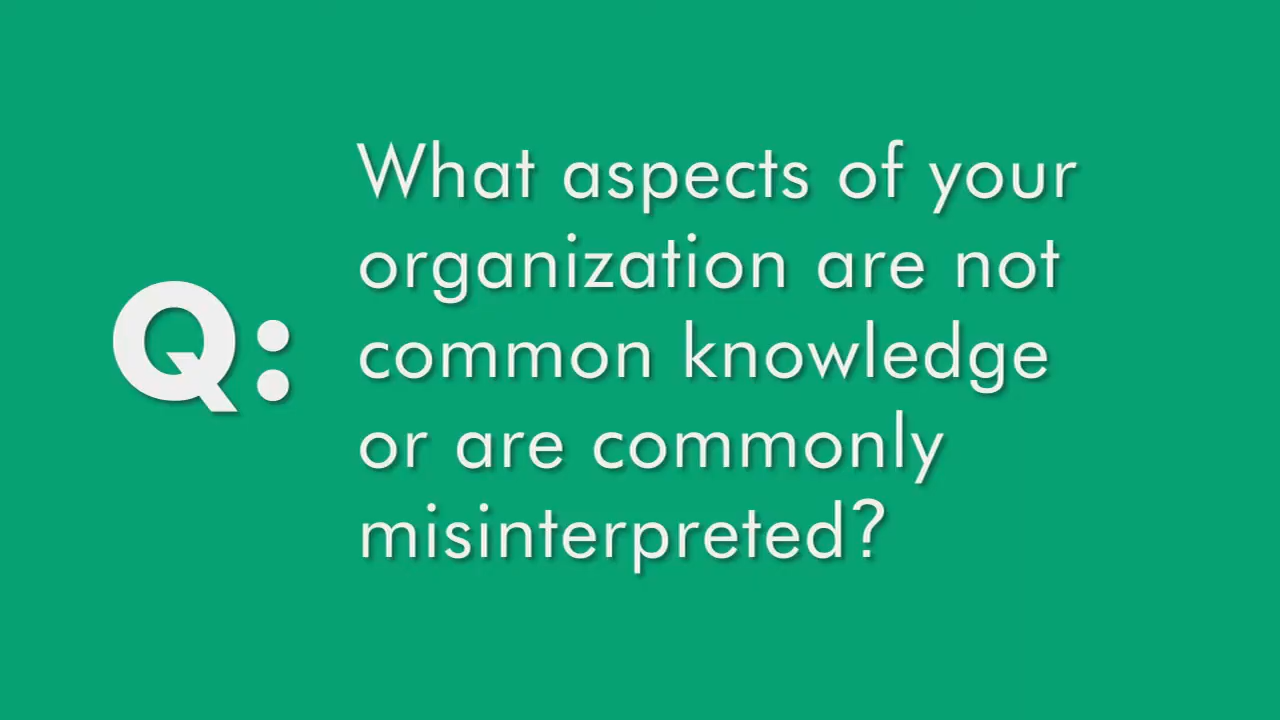 Q:
What aspects of your
organization are not
common knowledge
or are commonly
misinterpreted?